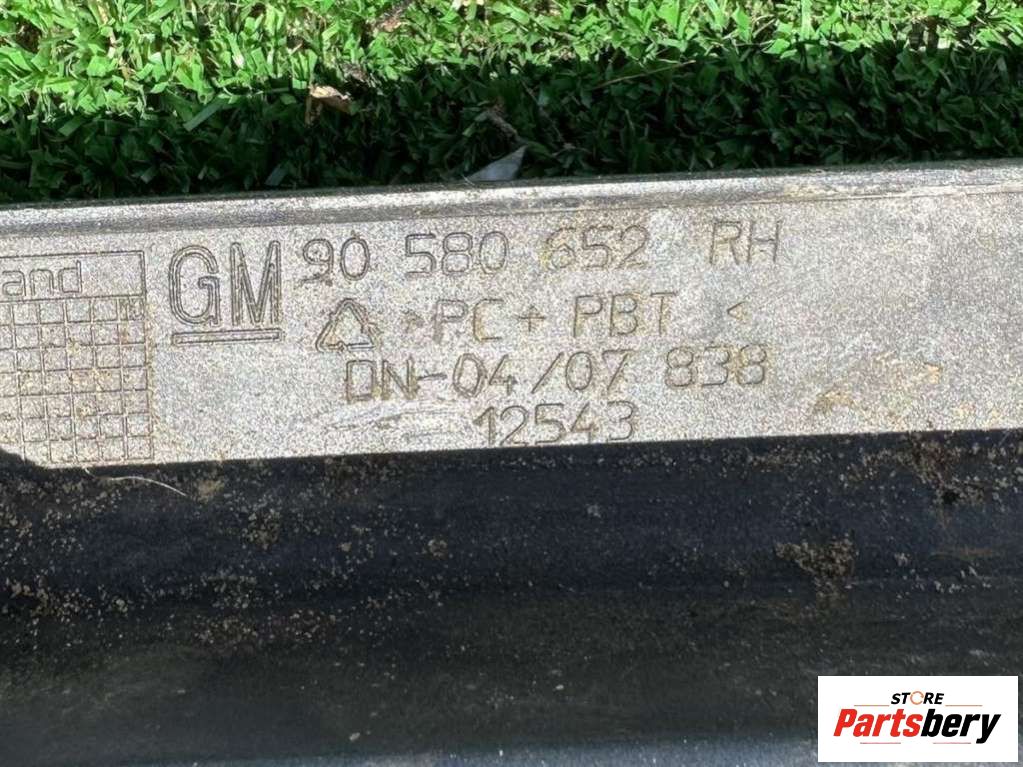 and
GM 90 580 652 RH
>PC + PBT <
DN-04/07 838
12543
STORE
Partsbery